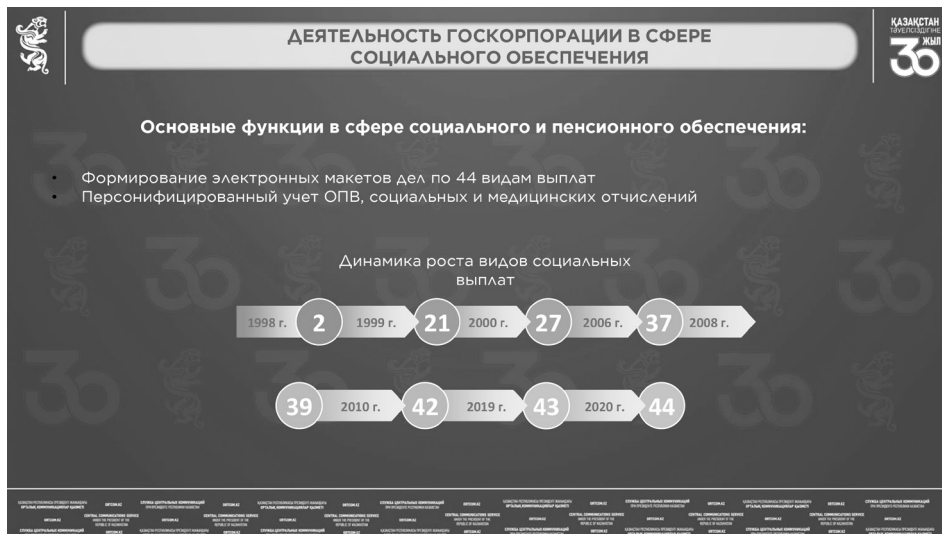 ДЕЯТЕЛЬНОСТЬ ГОСКОРПОРАЦИИ В СФЕРЕ
СОЦИАЛЬНОГО ОБЕСПЕЧЕНИЯ
ҚАЗАҚСТАН
ТӘУЕЛСІЗДІГІНЕ
30 ЖЫЛ
Основные функции в сфере социального и пенсионного обеспечения:
• Формирование электронных макетов дел по 44 видам выплат
• Персонифицированный учет ОПВ, социальных и медицинских отчислений
Динамика роста видов социальных
выплат
1998 г. 2 1999 г. 21 2000 г. 27 2006 г. 37 2008 г.
39 2010 г. 42 2019 г. 43 2020 г. 44